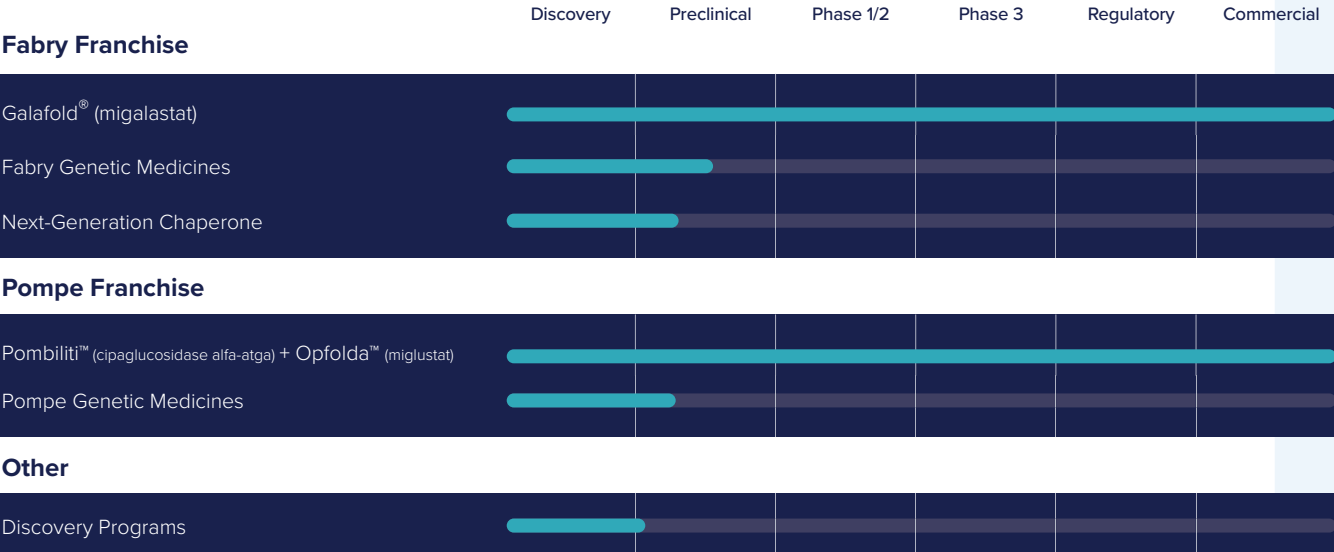 Discovery Preclinical Phase 1/2 Phase 3 Regulatory Commercial
Fabry Franchise
Galafold® (migalastat)
Fabry Genetic Medicines
Next-Generation Chaperone
Pompe Franchise
Pombiliti™ (cipaglucosidase alfa-atga) + Opfolda™ (miglustat)
Pompe Genetic Medicines
Other
Discovery Programs